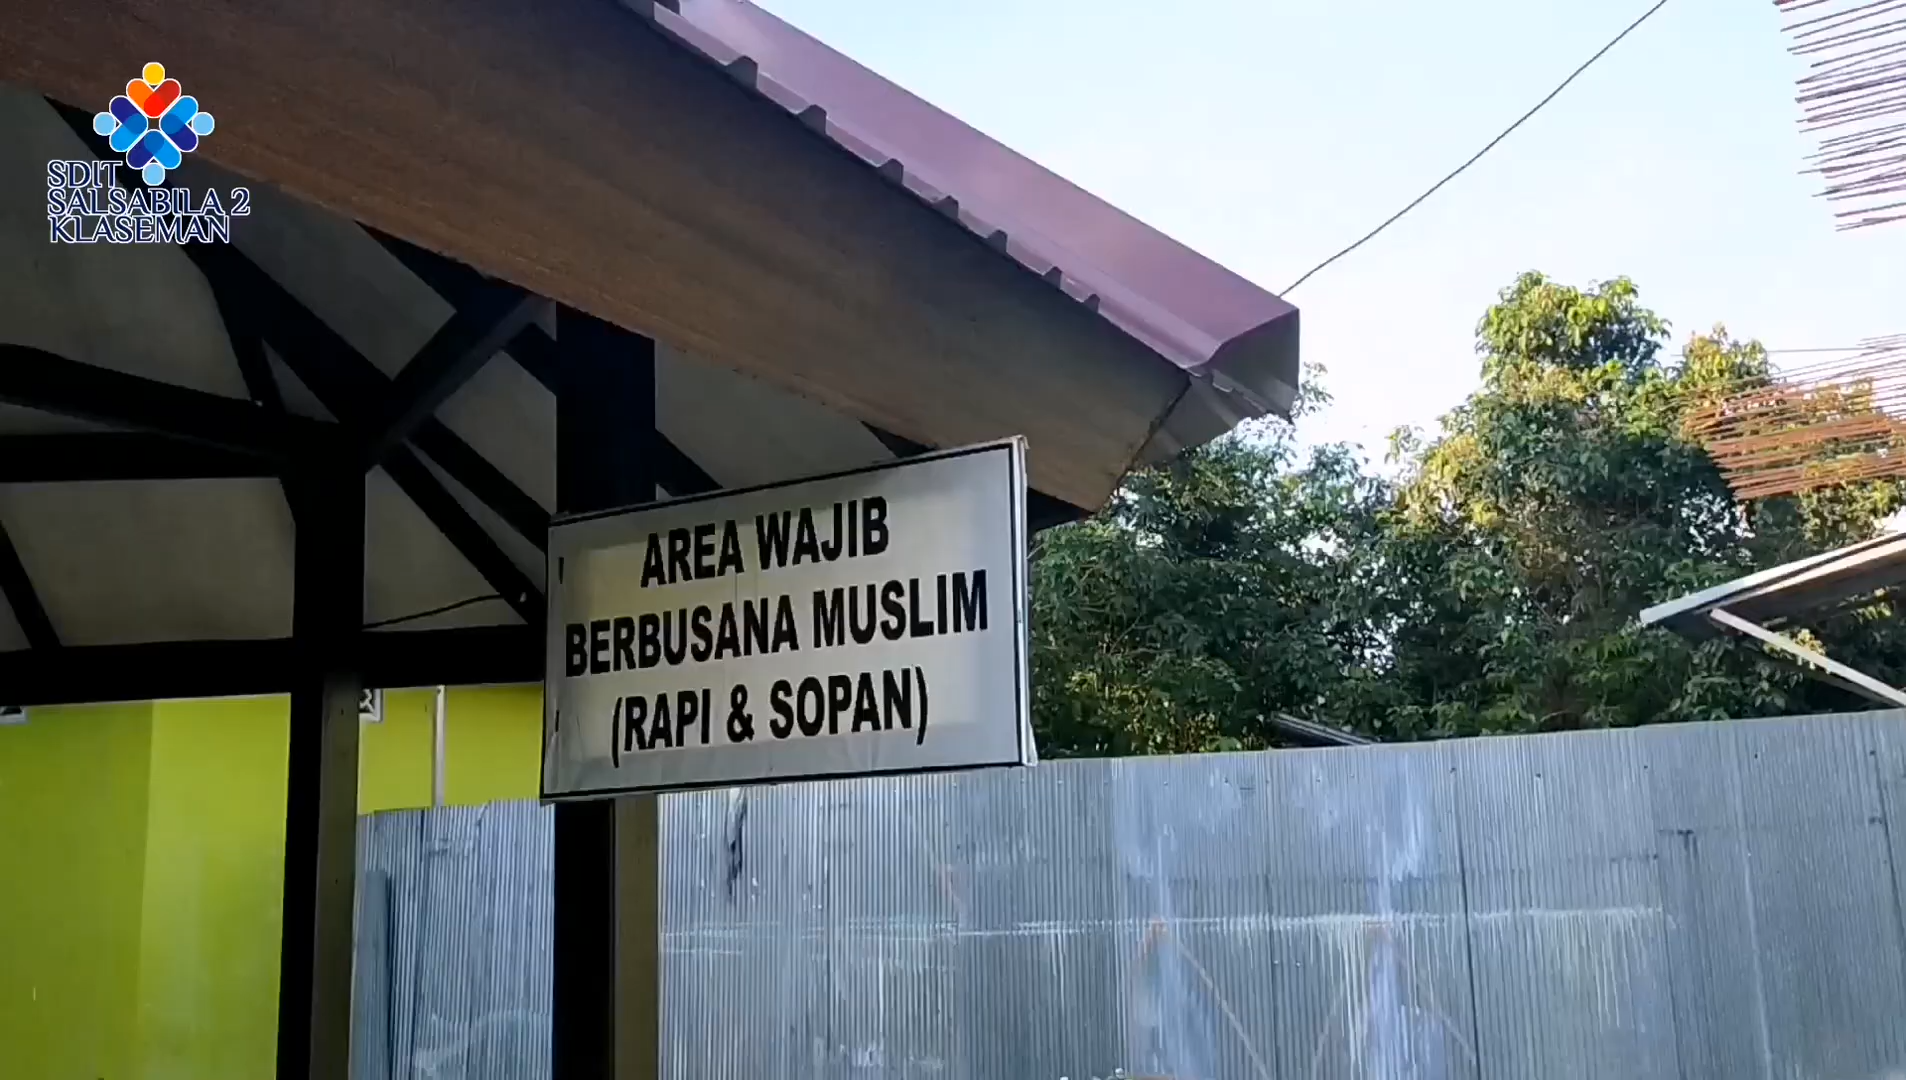 SDIT
SALSABILA 2
KLASEMAN
AREA WAJIB
BERBUSANA MUSLIM
(RAPI & SOPAN)